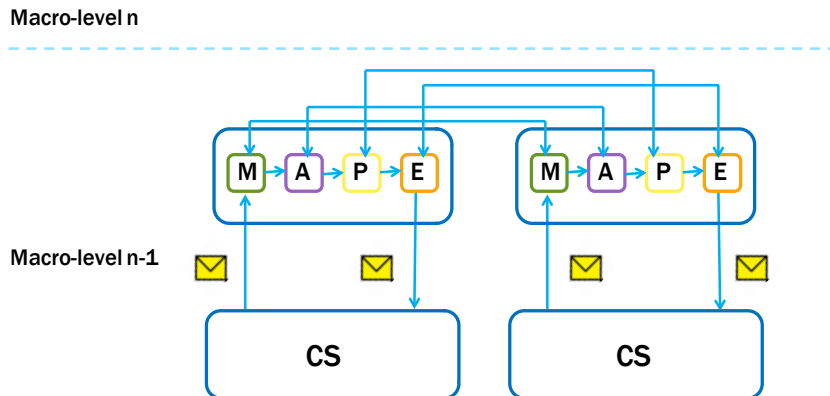 Macro-level n
M A P E M A P E
Macro-level n-1
CS CS